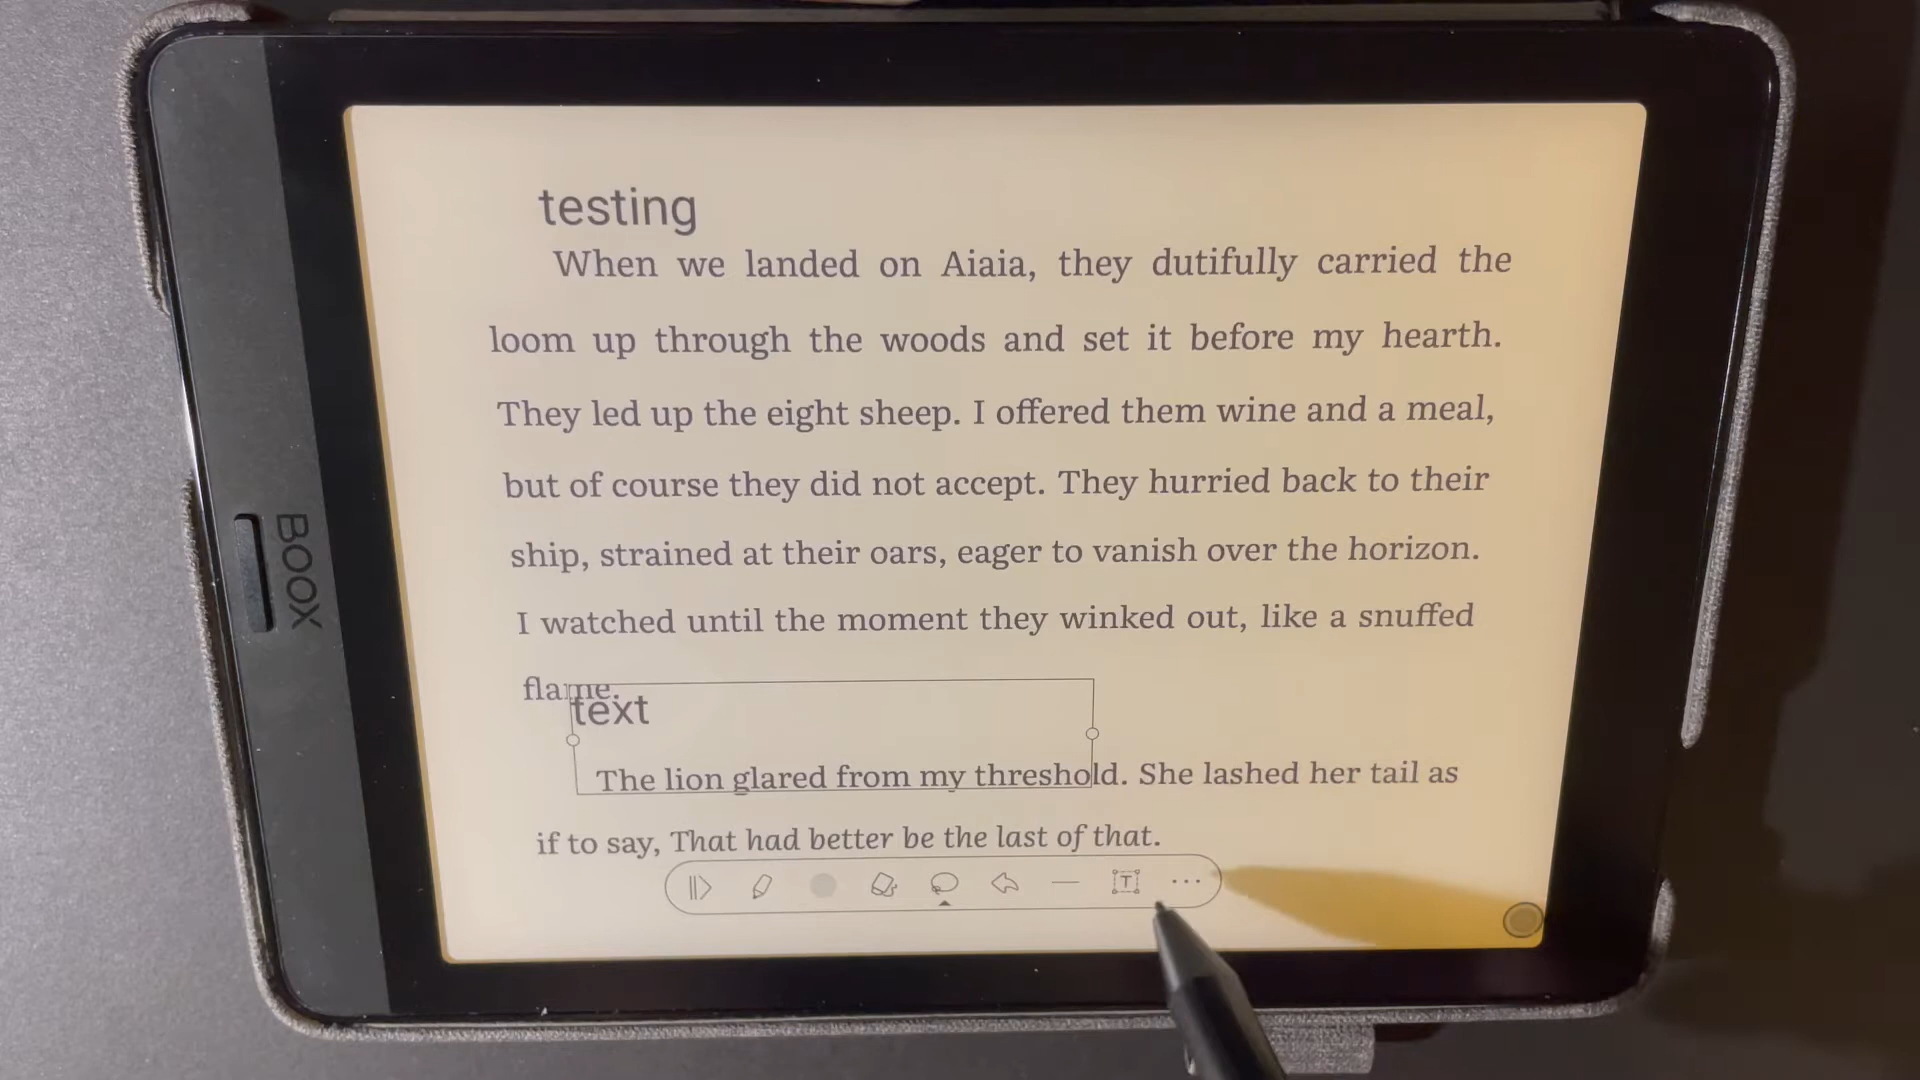 testing
When we landed on Aiaia, they dutifully carried the
loom up through the woods and set it before my hearth.
They led up the eight sheep. I offered them wine and a meal,
but of course they did not accept. They hurried back to their
ship, strained at their oars, eager to vanish over the horizon.
I watched until the moment they winked out, like a snuffed
flame.
text
The lion glared from my threshold. She lashed her tail as
if to say, That had better be the last of that.
T
BOOX